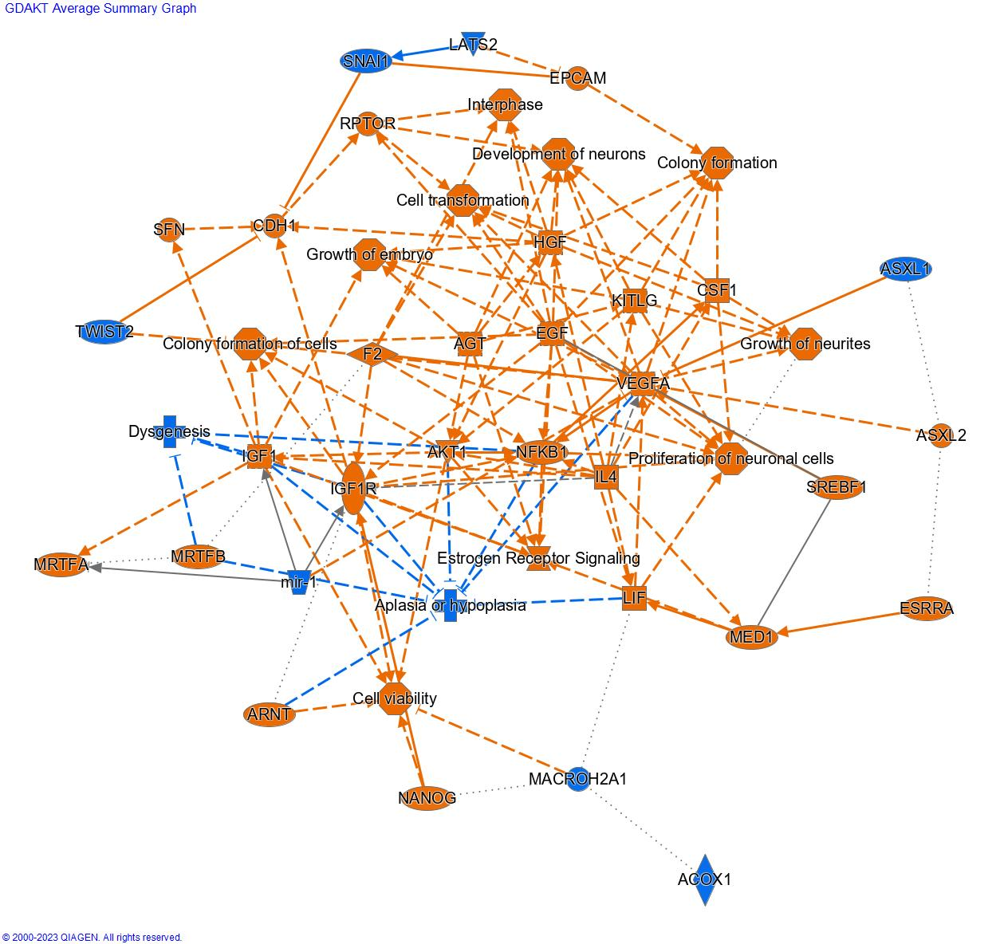 GDAKT Average Summary Graph
LATS2
SNAI1
EPCAM
Interphase
RPTOR
Development of neurons
Colony formation
Cell transformation
SFN
CDH1
HGF
Growth of embryo
ASXL1
CSF1
KITLG
TWIST2
EGF
Colony formation of cells
AGT
Growth of neurites
F2
VEGFA
Dysgenesis
ASXL2
IGF1
AKT1
NFKB1
Proliferation of neuronal cells
IL4
IGF1R
SREBF1
MRTFB
Estrogen Receptor Signaling
MRTFA
mir-1
LIF
Aplasia or hypoplasia
ESRRA
MED1
Cell viability
ARNT
MACROH2A1
NANOG
ACOX1
© 2000-2023 QIAGEN. All rights reserved.